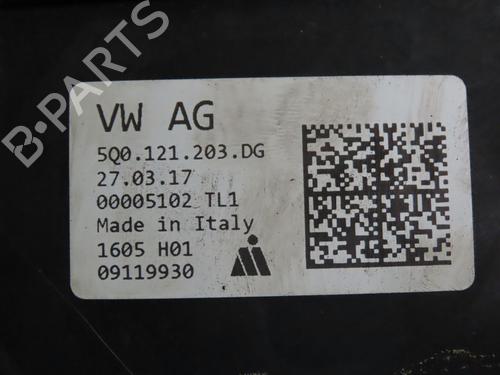 B-PARTS
VW AG
5Q0.121.203.DG
27.03.17
00005102 TL1
Made in Italy
1605 H01
09119930